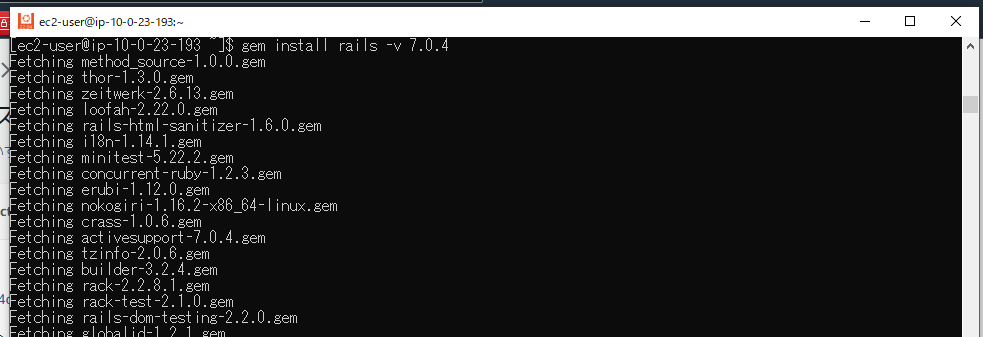 ec2-user@ip-10-0-23-193:~
[ec2-user@ip-10-0-23-193 ~]$ gem install rails -v 7.0.4
Fetching method_source-1.0.0.gem
Fetching thor-1.3.0.gem
Fetching zeitwerk-2.6.13.gem
Fetching loofah-2.22.0.gem
Fetching rails-html-sanitizer-1.6.0.gem
Fetching i18n-1.14.1.gem
Fetching minitest-5.22.2.gem
Fetching concurrent-ruby-1.2.3.gem
Fetching erubi-1.12.0.gem
Fetching nokogiri-1.16.2-x86_64-linux.gem
Fetching crass-1.0.6.gem
Fetching activesupport-7.0.4.gem
Fetching tzinfo-2.0.6.gem
Fetching builder-3.2.4.gem
Fetching rack-2.2.8.1.gem
Fetching rack-test-2.1.0.gem
Fetching rails-dom-testing-2.2.0.gem
Fetching globalid-1.2.1.gem